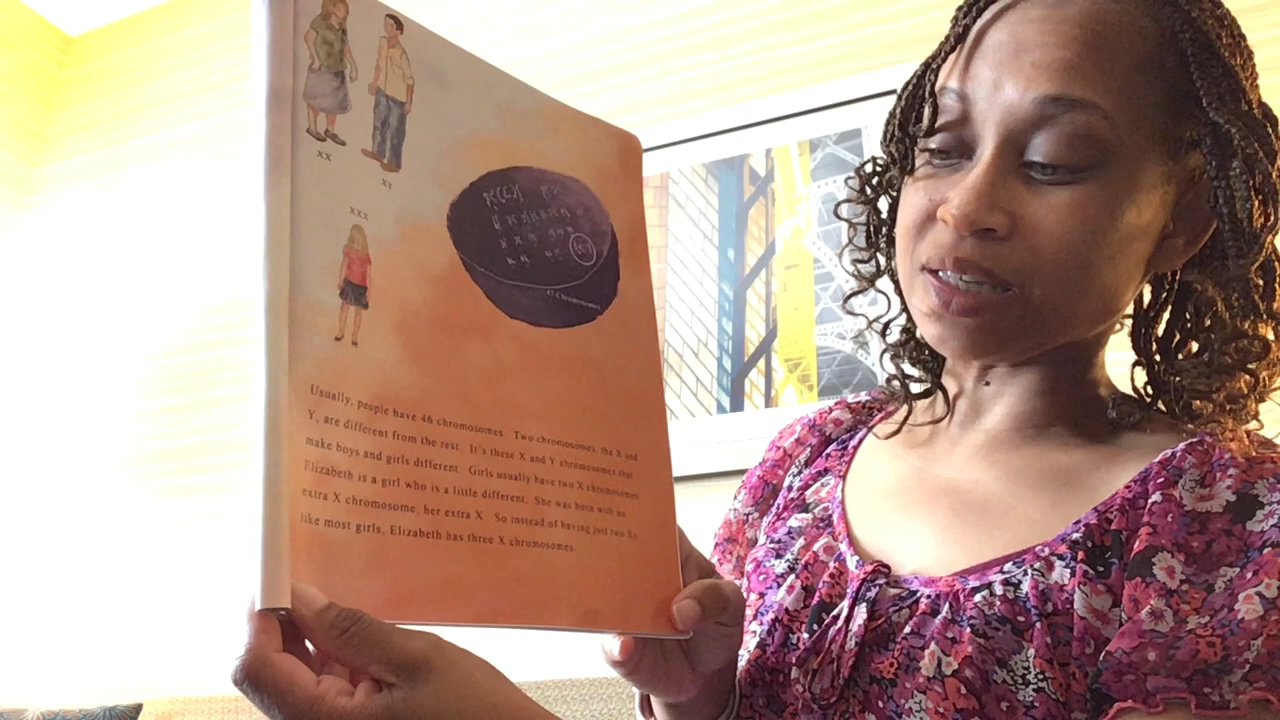 XX
XY
XXX
47 Chromosomes
Usually, people have 46 chromosomes. Two chromosomes, the X and
Y, are different from the rest. It's these X and Y chromosomes that
make boys and girls different. Girls usually have two X chromosomes.
Elizabeth is a girl who is a little different. She was born with an
extra X chromosome, her extra X. So instead of having just two Xs
like most girls, Elizabeth has three X chromosomes.